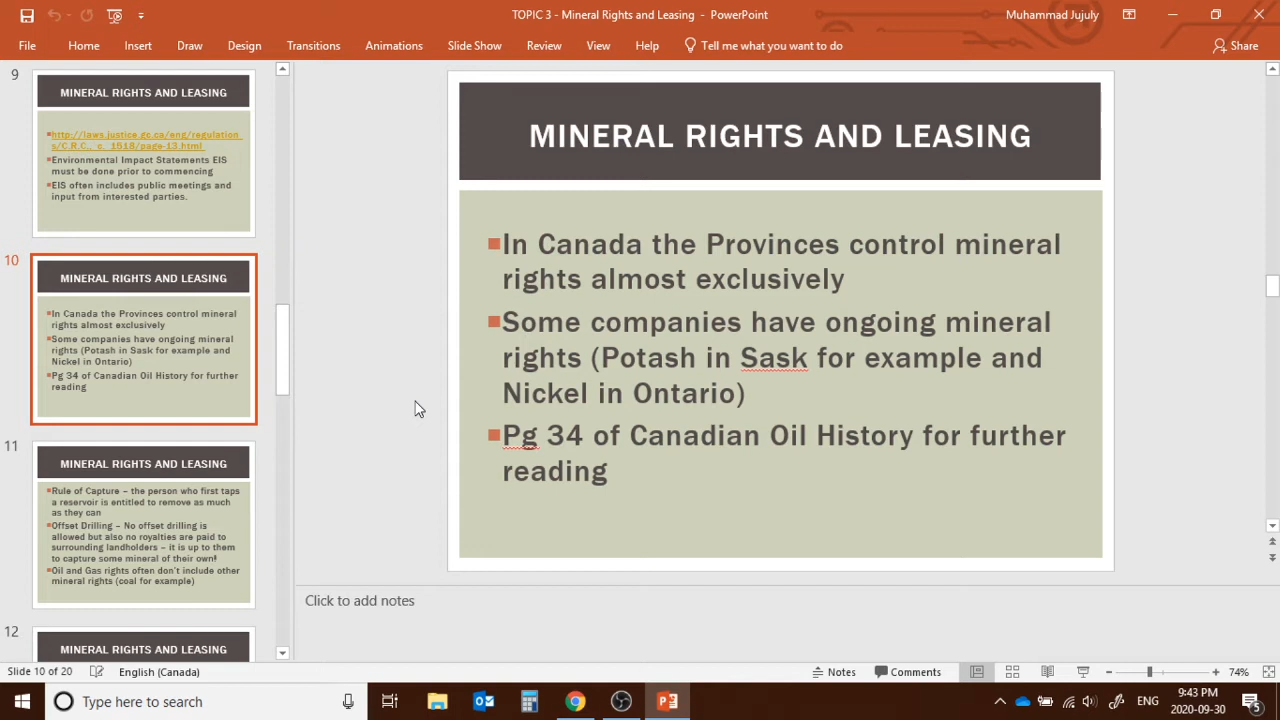 TOPIC 3 - Mineral Rights and Leasing - PowerPoint
Muhammad Jujuly
File Home Insert Draw Design Transitions Animations Slide Show Review View Help Tell me what you want to do Share
9
MINERAL RIGHTS AND LEASING
http://laws.justice.gc.ca/eng/regulation
s/C.R.C.,_c._1518/page-13.html
Environmental Impact Statements EIS
must be done prior to commencing
EIS often includes public meetings and
input from interested parties.
10
MINERAL RIGHTS AND LEASING
In Canada the Provinces control mineral
rights almost exclusively
Some companies have ongoing mineral
rights (Potash in Sask for example and
Nickel in Ontario)
Pg 34 of Canadian Oil History for further
reading
11
MINERAL RIGHTS AND LEASING
Rule of Capture – the person who first taps
a reservoir is entitled to remove as much
as they can
Offset Drilling – No offset drilling is
allowed but also no royalties are paid to
surrounding landholders – it is up to them
to capture some mineral of their own!
Oil and Gas rights often don't include other
mineral rights (coal for example)
12
MINERAL RIGHTS AND LEASING
MINERAL RIGHTS AND LEASING
In Canada the Provinces control mineral
rights almost exclusively
Some companies have ongoing mineral
rights (Potash in Sask for example and
Nickel in Ontario)
Pg 34 of Canadian Oil History for further
reading
Click to add notes
Slide 10 of 20 English (Canada) Notes Comments 74%
Type here to search
ENG
9:43 PM
2020-09-30
5